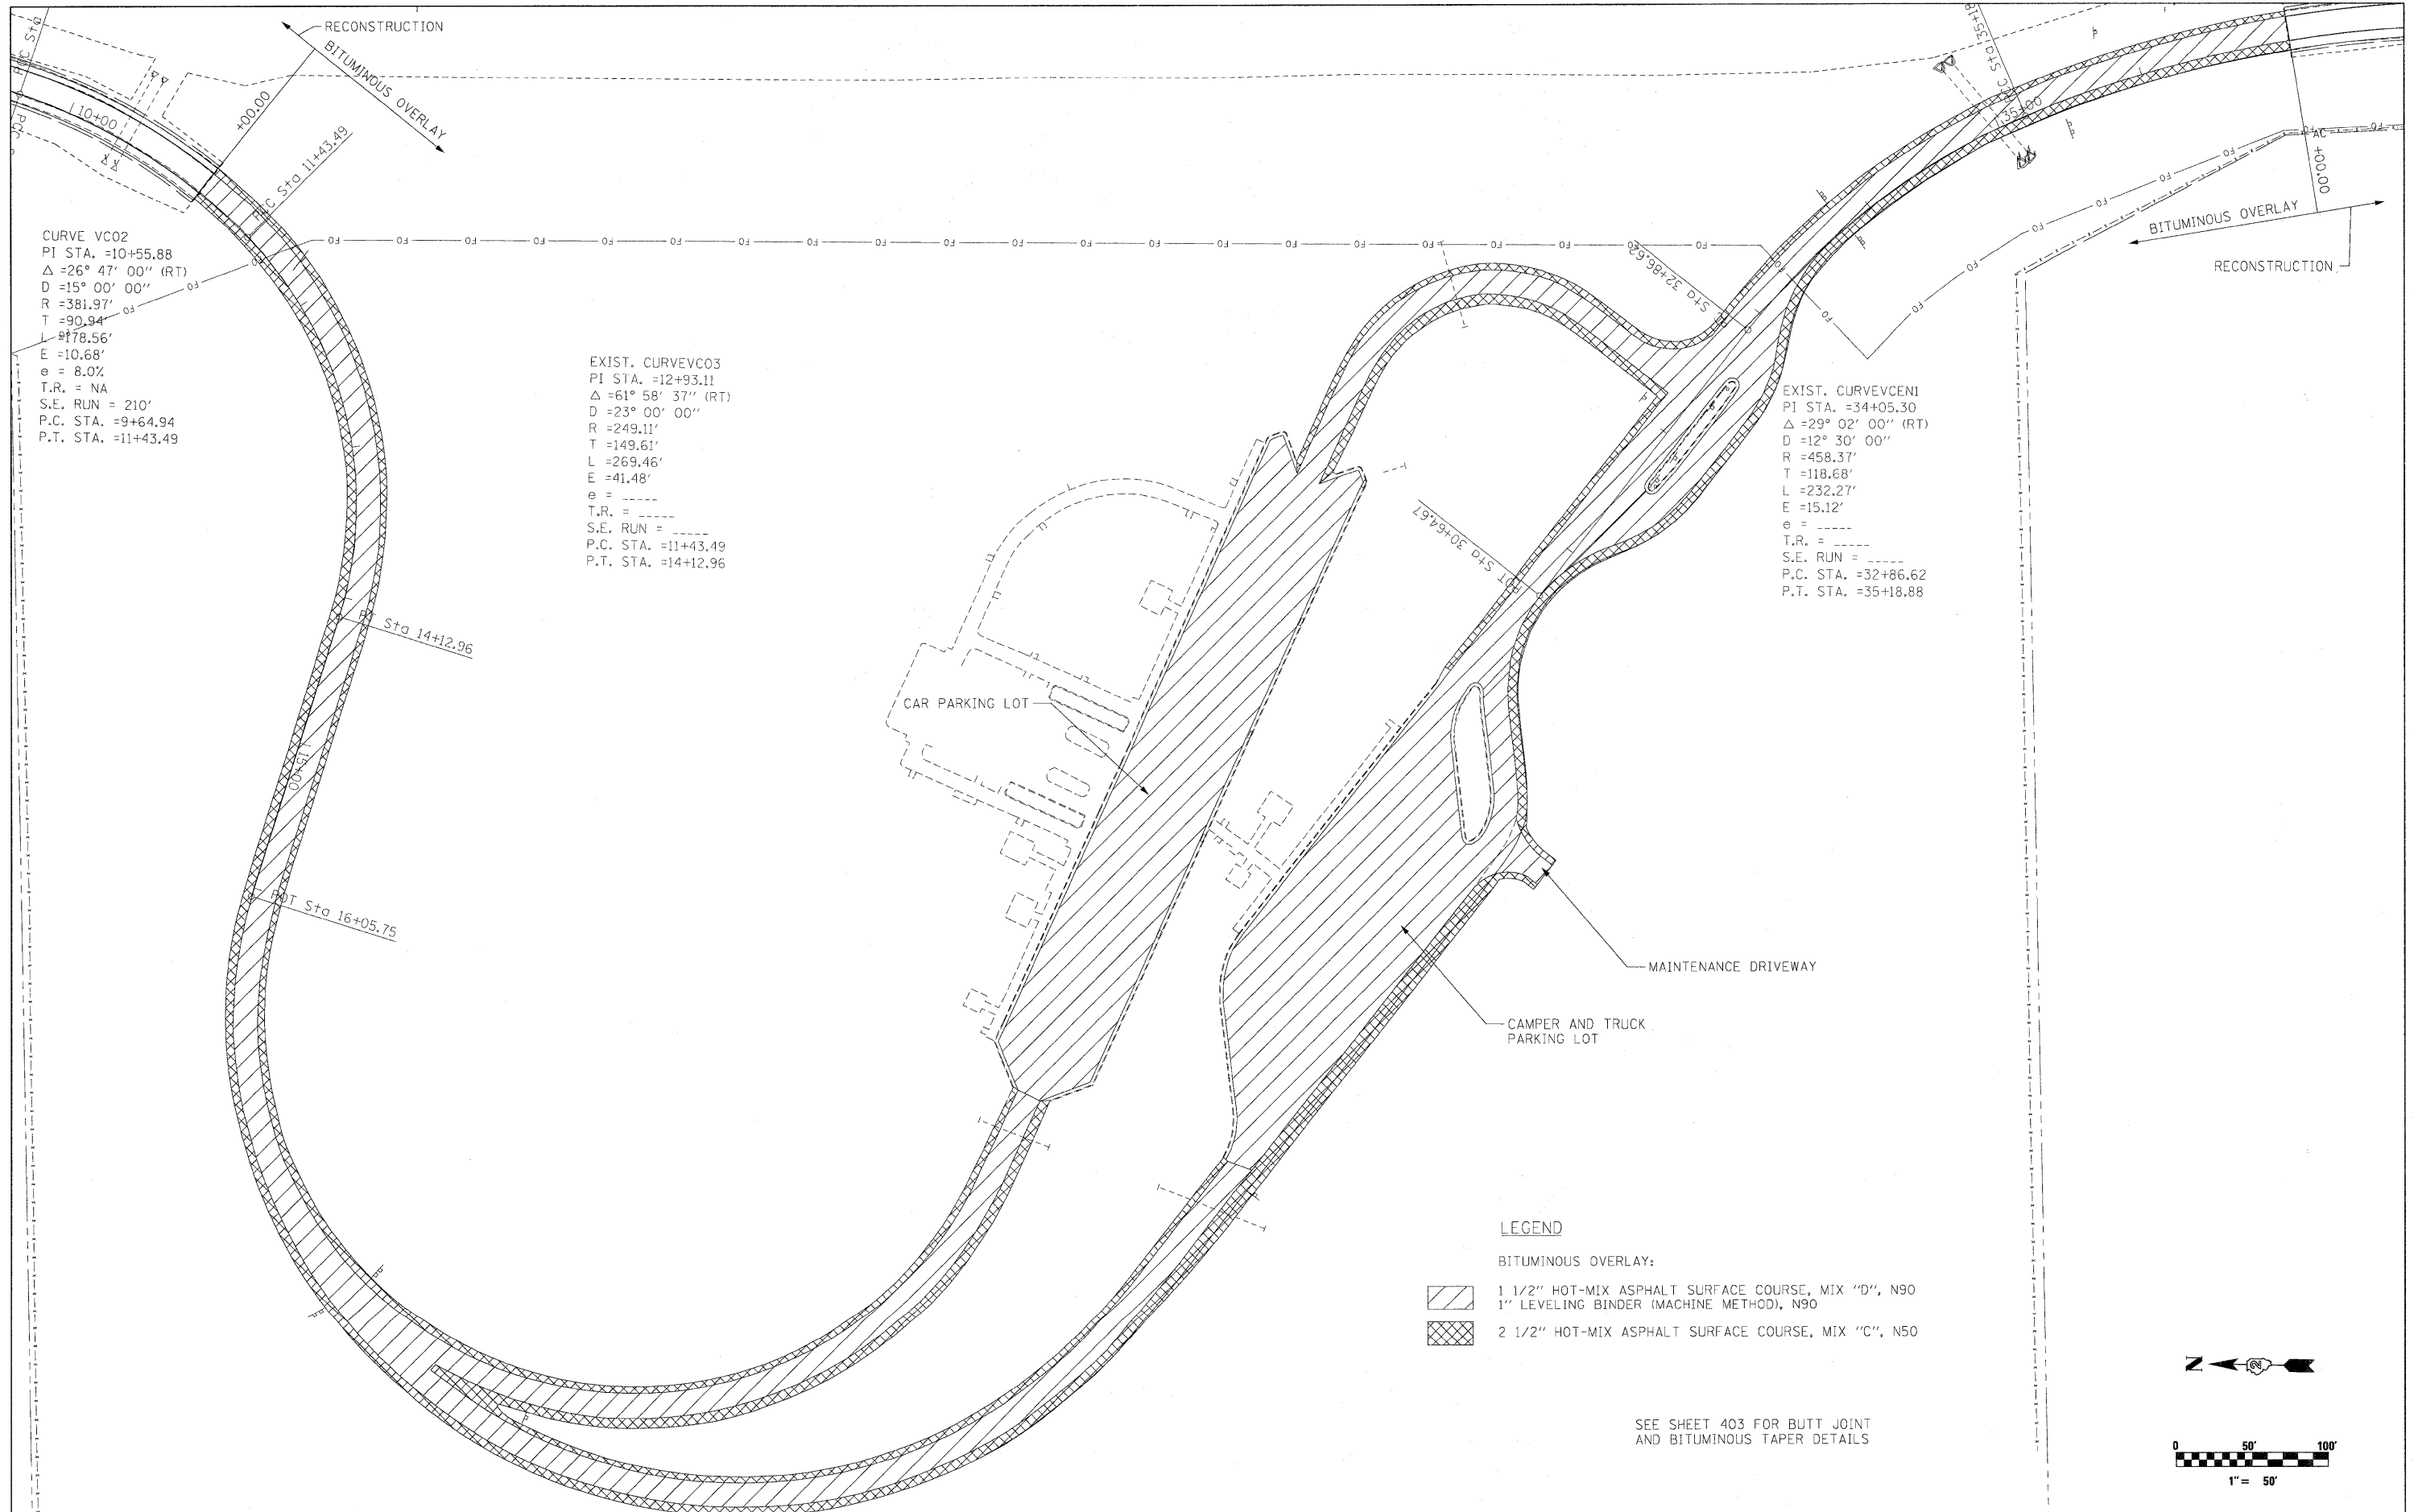 RECONSTRUCTION
BITUMINOUS OVERLAY
+00.00
10+00
PCC Sta 11+43.49
CURVE VC02
PI STA. =10+55.88
Δ =26° 47' 00'' (RT)
D =15° 00' 00''
R =381.97'
T =90.94'
L =178.56'
E =10.68'
e = 8.0%
T.R. = NA
S.E. RUN = 210'
P.C. STA. =9+64.94
P.T. STA. =11+43.49
EXIST. CURVEVC03
PI STA. =12+93.11
Δ =61° 58' 37'' (RT)
D =23° 00' 00''
R =249.11'
T =149.61'
L =269.46'
E =41.48'
e = _____
T.R. = _____
S.E. RUN = _____
P.C. STA. =11+43.49
P.T. STA. =14+12.96
FO
Sta 32+86.62
35+00
AC
+00.00
BITUMINOUS OVERLAY
RECONSTRUCTION
EXIST. CURVEVCEN1
PI STA. =34+05.30
Δ =29° 02' 00'' (RT)
D =12° 30' 00''
R =458.37'
T =118.68'
L =232.27'
E =15.12'
e = _____
T.R. = _____
S.E. RUN = _____
P.C. STA. =32+86.62
P.T. STA. =35+18.88
POT Sta 30+64.67
PT Sta 14+12.96
15+00
POT Sta 16+05.75
CAR PARKING LOT
MAINTENANCE DRIVEWAY
CAMPER AND TRUCK
PARKING LOT
LEGEND
BITUMINOUS OVERLAY:
1 1/2'' HOT-MIX ASPHALT SURFACE COURSE, MIX ''D'', N90
1'' LEVELING BINDER (MACHINE METHOD), N90
2 1/2'' HOT-MIX ASPHALT SURFACE COURSE, MIX ''C'', N50
SEE SHEET 403 FOR BUTT JOINT
AND BITUMINOUS TAPER DETAILS
N
0 50' 100'
1''= 50'